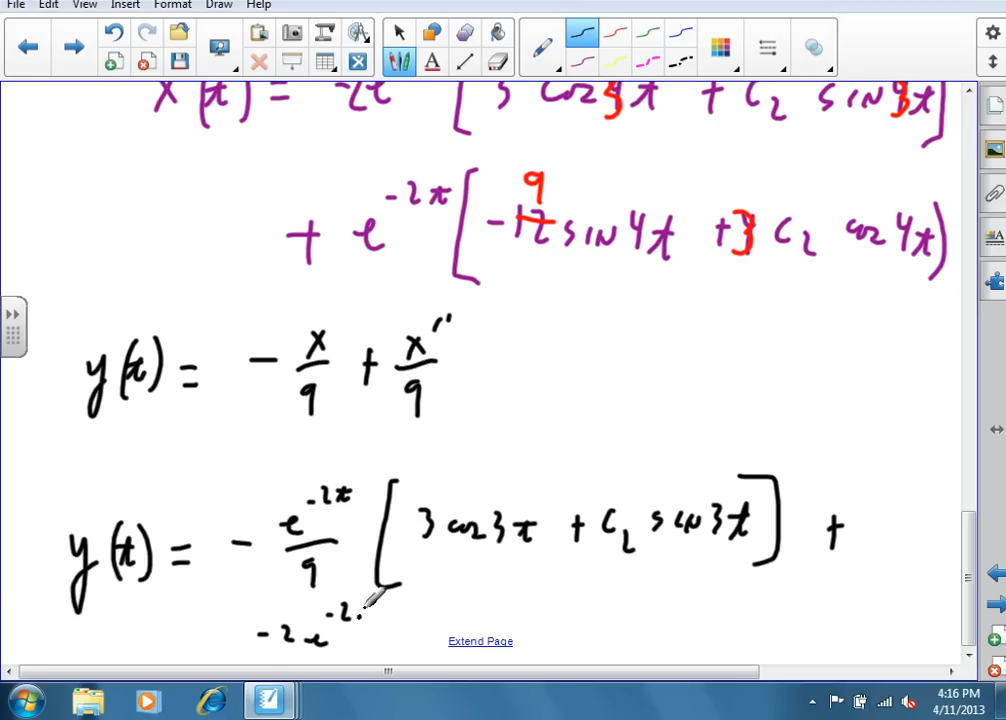 File Edit View Insert Format Draw Help
x(t) = -2e [3 cos 3t + C₂ sin 3t]
9
+ e^{-2t} [-12 sin 4t + 3 C₂ cos 4t)
y(t) = - x/9 + x''/9
y(t) = - e^{-2t}/9 [3 cos 3t + C₂ sin 3t] +
-2 e^{-2.
Extend Page
4:16 PM
4/11/2013